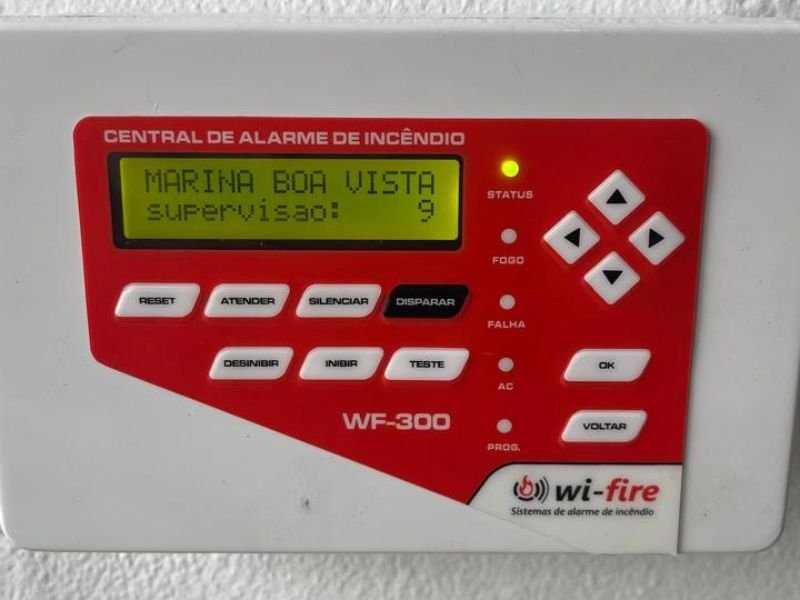 CENTRAL DE ALARME DE INCÊNDIO
MARINA BOA VISTA
supervisao: 9
STATUS
FOGO
FALHA
AC
PROG.
RESET
ATENDER
SILENCIAR
DISPARAR
DESINIBIR
INIBIR
TESTE
OK
VOLTAR
WF-300
wi-fire
Sistemas de alarme de incêndio